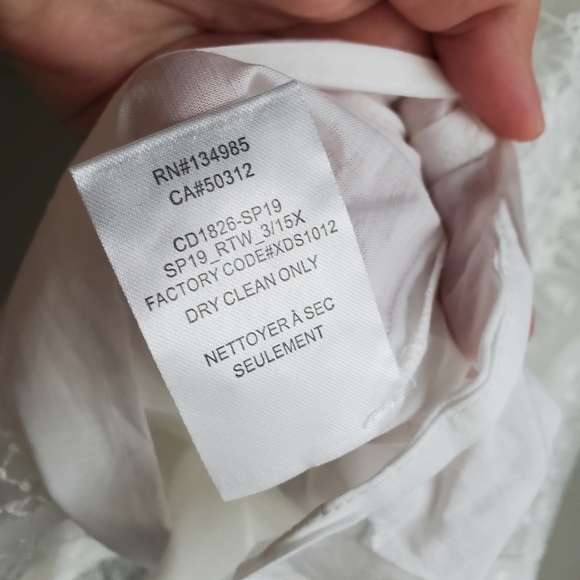 RN#134985
CA#50312
CD1826-SP19
SP19_RTW_3/15X
FACTORY CODE#XDS1012
DRY CLEAN ONLY
NETTOYER À SEC
SEULEMENT